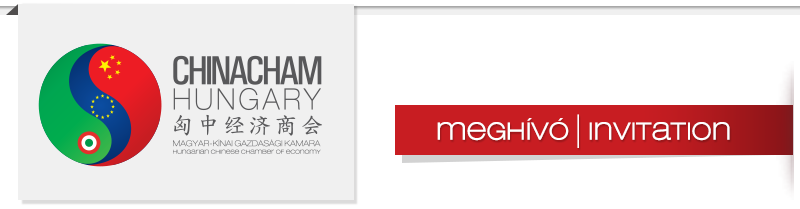 CHINACHAM
HUNGARY
匈中经济商会
MAGYAR-KÍNAI GAZDASÁGI KAMARA
HUNGARIAN CHINESE CHAMBER OF ECONOMY
MEGHÍVÓ | INVITATION